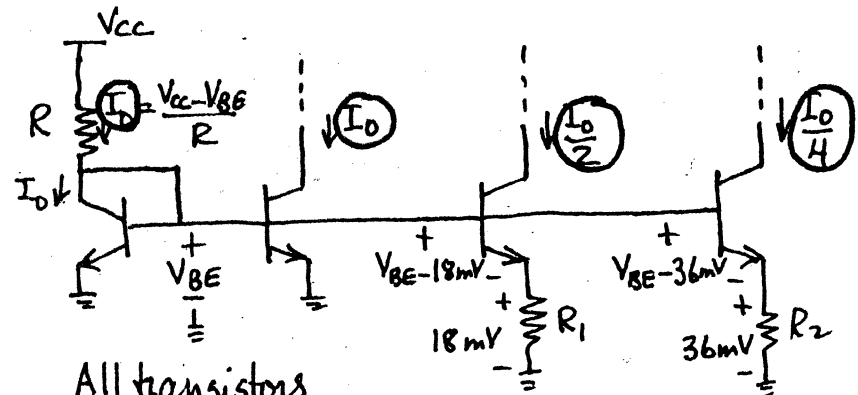 VCC
R
I0 = VCC-VBE / R
I0
I0
I0/2
I0/4
+
VBE
-
+
VBE-18mV-
+
VBE-36mV-
+
18mV
-
R1
+
36mV
-
R2
All transistors